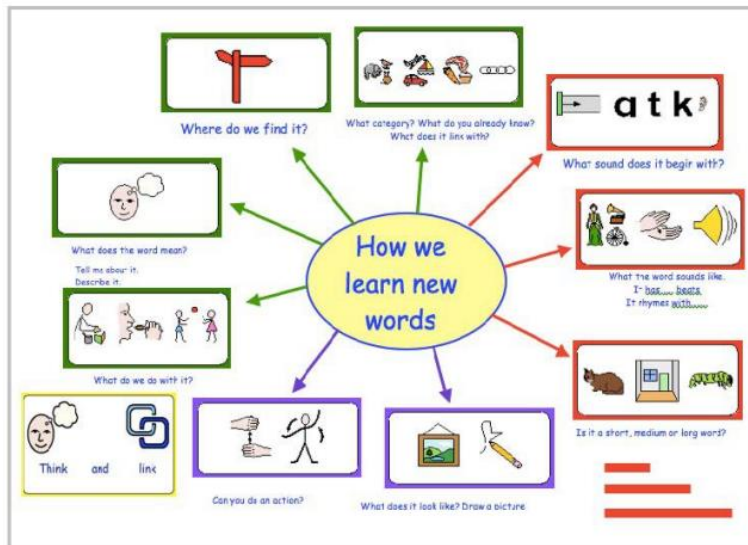 Where do we find it?
What category? What do you already know?
What does it link with?
a t k
What sound does it begin with?
What does the word mean?
Tell me about it.
Describe it.
How we
learn new
words
What the word sounds like.
It has..... beats
It rhymes with......
What do we do with it?
Is it a short, medium or long word?
Think and link
Can you do an action?
What does it look like? Draw a picture